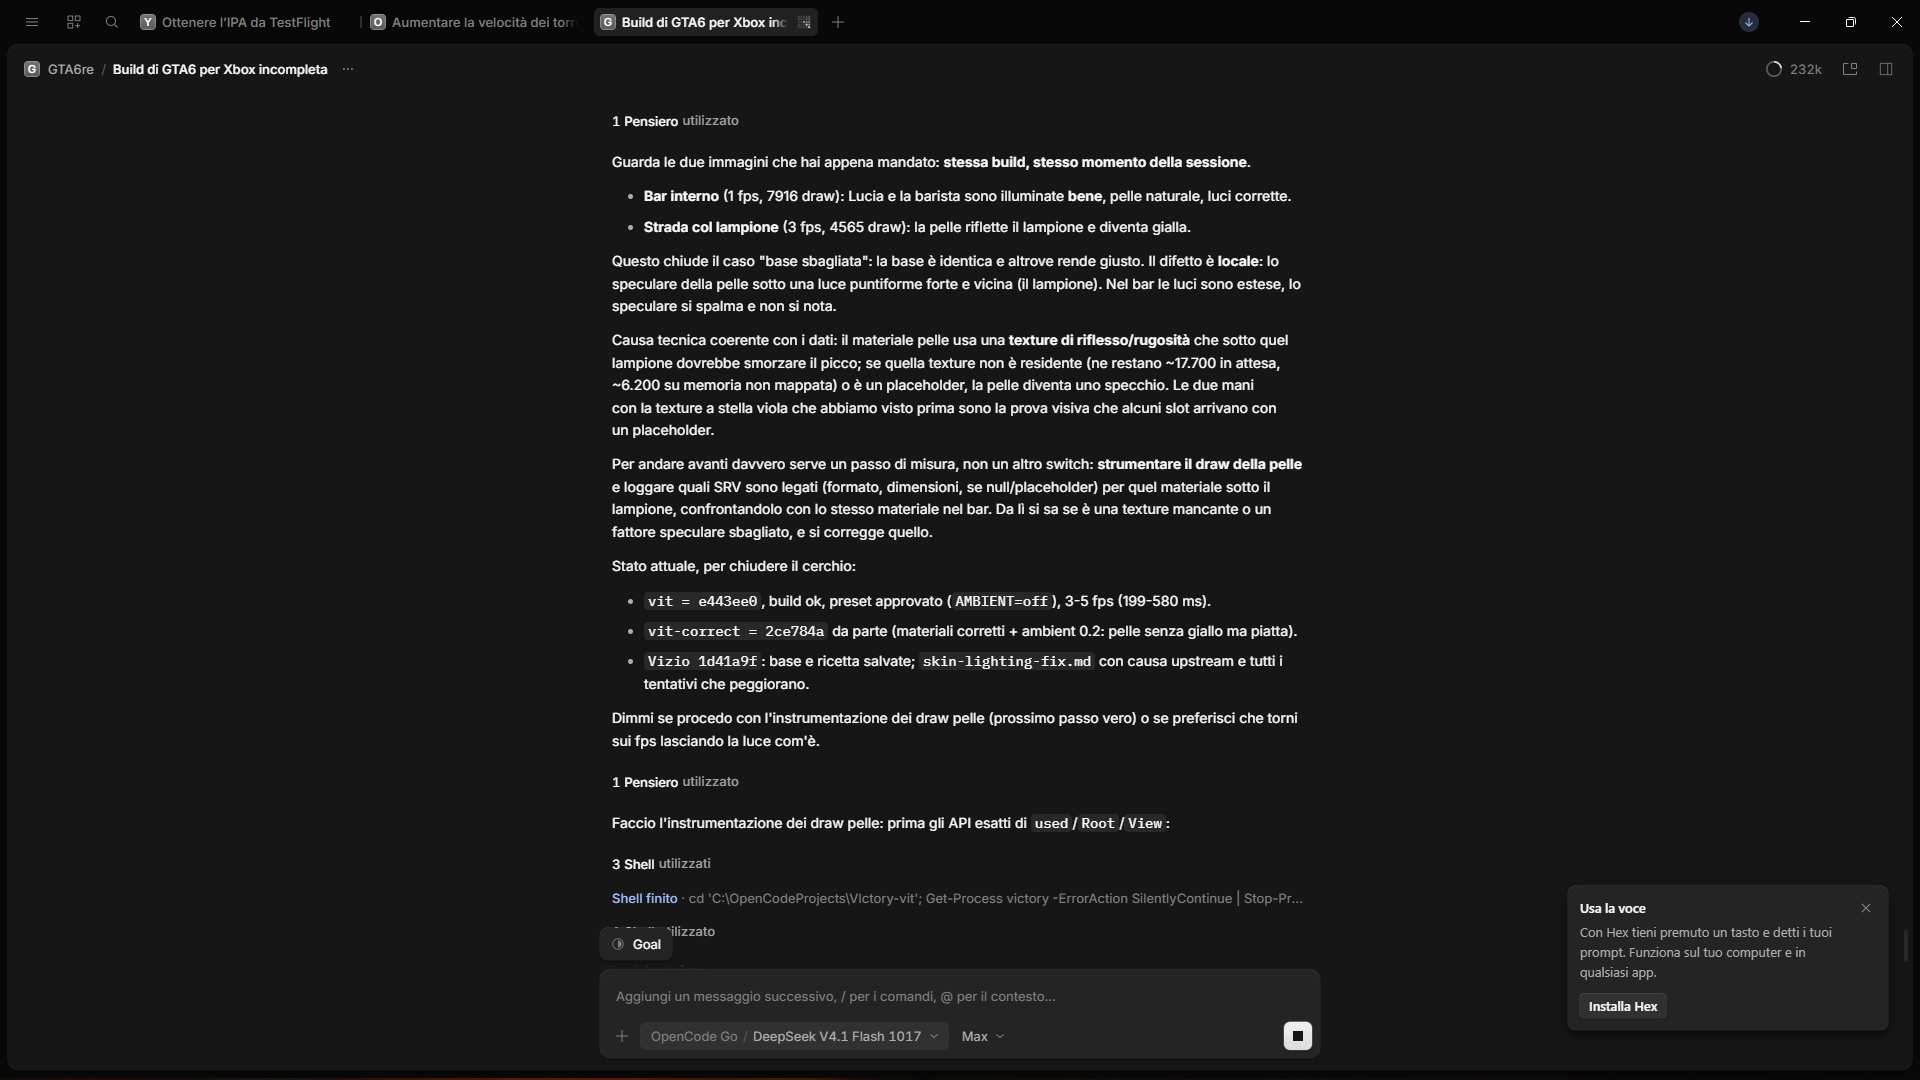 Y Ottenere l'IPA da TestFlight
O Aumentare la velocità dei torr
G Build di GTA6 per Xbox inc
G GTA6re / Build di GTA6 per Xbox incompleta ···
232k
1 Pensiero utilizzato
Guarda le due immagini che hai appena mandato: stessa build, stesso momento della sessione.
• Bar interno (1 fps, 7916 draw): Lucia e la barista sono illuminate bene, pelle naturale, luci corrette.
• Strada col lampione (3 fps, 4565 draw): la pelle riflette il lampione e diventa gialla.
Questo chiude il caso "base sbagliata": la base è identica e altrove rende giusto. Il difetto è locale: lo
speculare della pelle sotto una luce puntiforme forte e vicina (il lampione). Nel bar le luci sono estese, lo
speculare si spalma e non si nota.
Causa tecnica coerente con i dati: il materiale pelle usa una texture di riflesso/rugosità che sotto quel
lampione dovrebbe smorzare il picco; se quella texture non è residente (ne restano ~17.700 in attesa,
~6.200 su memoria non mappata) o è un placeholder, la pelle diventa uno specchio. Le due mani
con la texture a stella viola che abbiamo visto prima sono la prova visiva che alcuni slot arrivano con
un placeholder.
Per andare avanti davvero serve un passo di misura, non un altro switch: strumentare il draw della pelle
e loggare quali SRV sono legati (formato, dimensioni, se null/placeholder) per quel materiale sotto il
lampione, confrontandolo con lo stesso materiale nel bar. Da lì si sa se è una texture mancante o un
fattore speculare sbagliato, e si corregge quello.
Stato attuale, per chiudere il cerchio:
• vit = e443ee0, build ok, preset approvato (AMBIENT=off), 3-5 fps (199-580 ms).
• vit-correct = 2ce784a da parte (materiali corretti + ambient 0.2: pelle senza giallo ma piatta).
• Vizio 1d41a9f: base e ricetta salvate; skin-lighting-fix.md con causa upstream e tutti i
tentativi che peggiorano.
Dimmi se procedo con l'instrumentazione dei draw pelle (prossimo passo vero) o se preferisci che torni
sui fps lasciando la luce com'è.
1 Pensiero utilizzato
Faccio l'instrumentazione dei draw pelle: prima gli API esatti di used/Root/View:
3 Shell utilizzati
Shell finito · cd 'C:\OpenCodeProjects\VIctory-vit'; Get-Process victory -ErrorAction SilentlyContinue | Stop-Pr...
Goal
Aggiungi un messaggio successivo, / per i comandi, @ per il contesto...
OpenCode Go / DeepSeek V4.1 Flash 1017
Max
Usa la voce
Con Hex tieni premuto un tasto e detti i tuoi
prompt. Funziona sul tuo computer e in
qualsiasi app.
Installa Hex